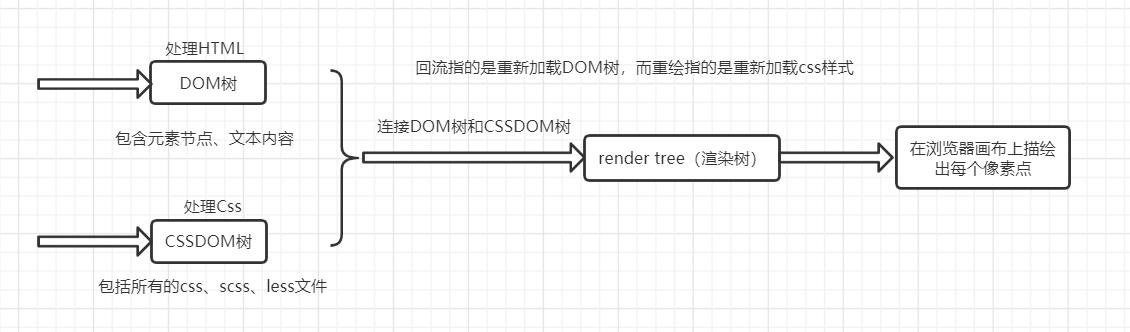 处理HTML
DOM树
包含元素节点、文本内容
处理Css
CSSDOM树
包括所有的css、scss、less文件
回流指的是重新加载DOM树，而重绘指的是重新加载css样式
连接DOM树和CSSDOM树
render tree（渲染树）
在浏览器画布上描绘
出每个像素点